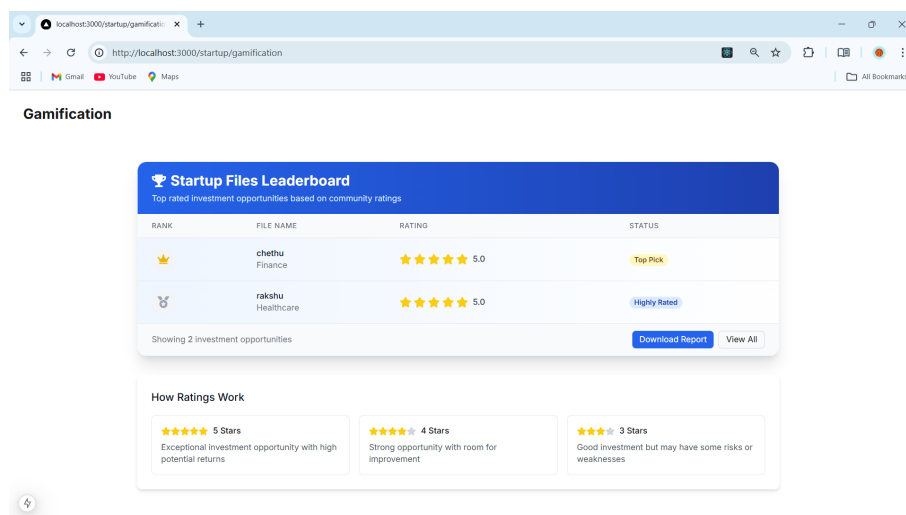 localhost:3000/startup/gamificatio
http://localhost:3000/startup/gamification
Gmail YouTube Maps All Bookmarks
Gamification
Startup Files Leaderboard
Top rated investment opportunities based on community ratings
RANK FILE NAME RATING STATUS
chethu
Finance
5.0 Top Pick
rakshu
Healthcare
5.0 Highly Rated
Showing 2 investment opportunities Download Report View All
How Ratings Work
5 Stars
Exceptional investment opportunity with high
potential returns
4 Stars
Strong opportunity with room for
improvement
3 Stars
Good investment but may have some risks or
weaknesses